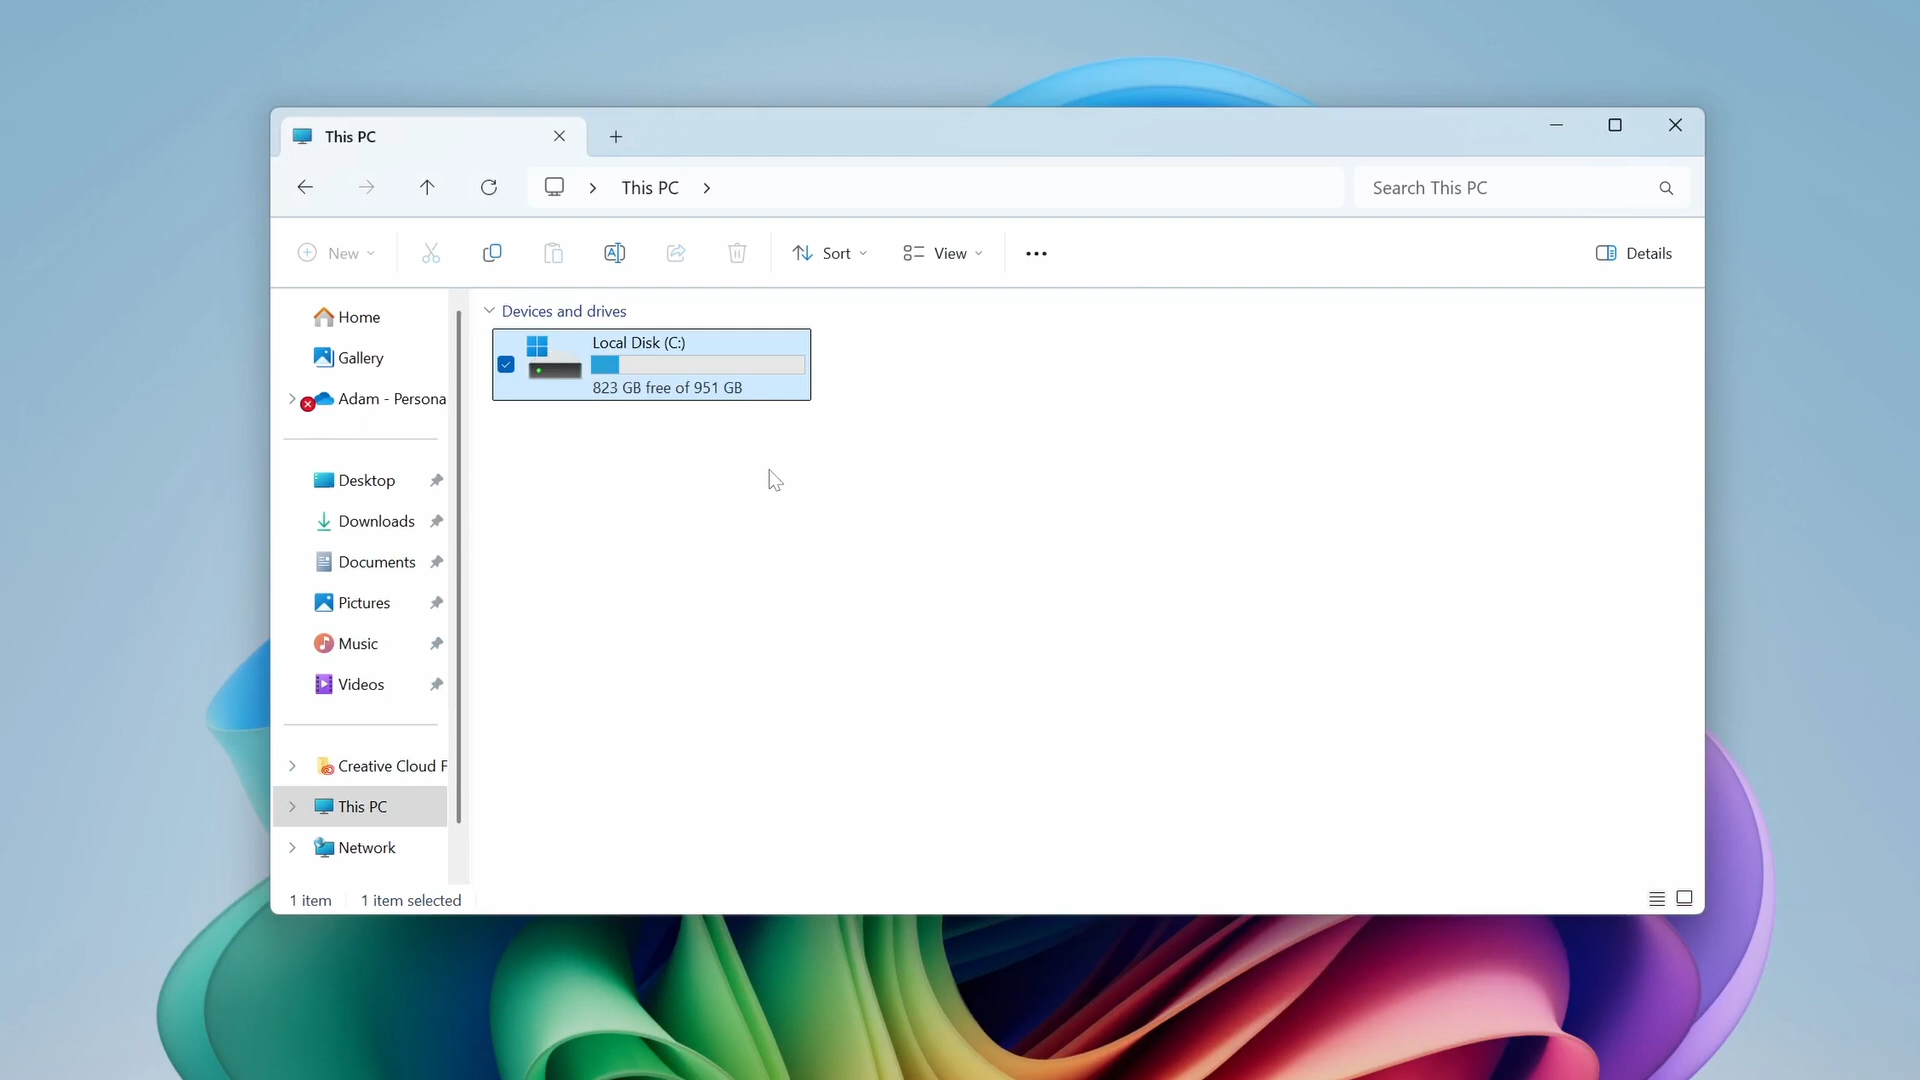 This PC
This PC
Search This PC
New
Sort
View
Details
Home
Gallery
Adam - Persona
Desktop
Downloads
Documents
Pictures
Music
Videos
Creative Cloud F
This PC
Network
Devices and drives
Local Disk (C:)
823 GB free of 951 GB
1 item
1 item selected